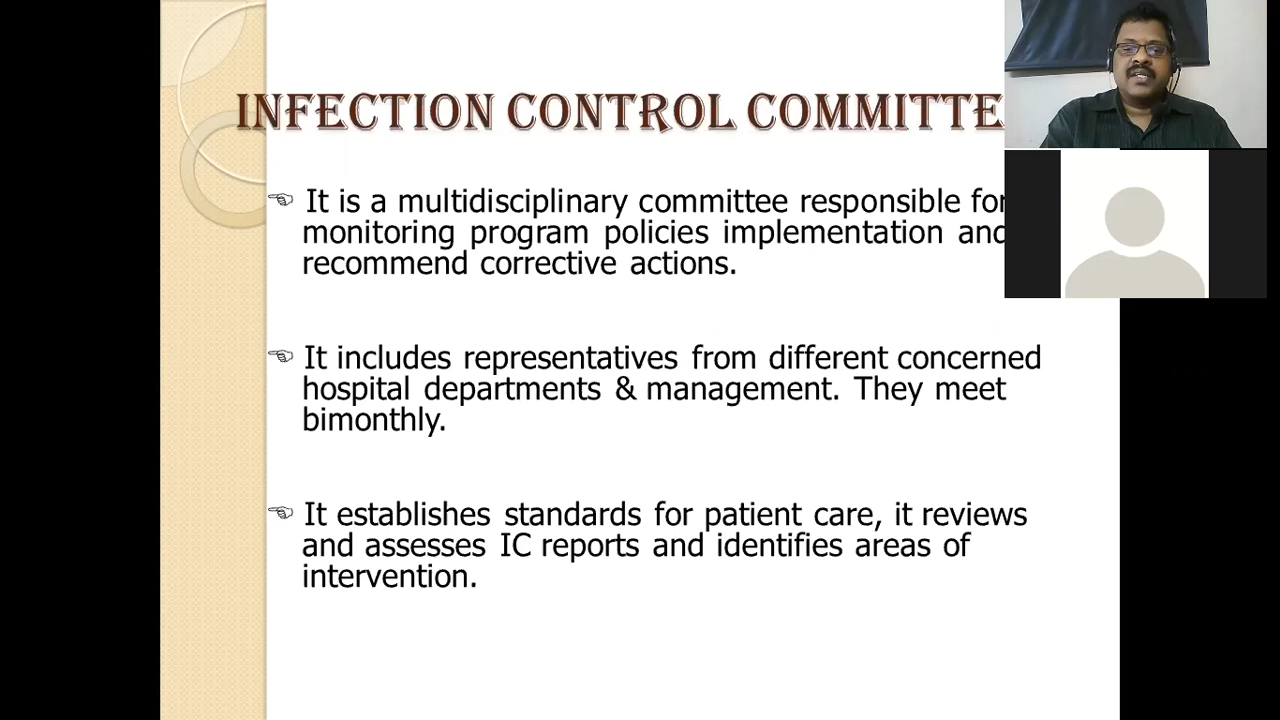 INFECTION CONTROL COMMITTE
It is a multidisciplinary committee responsible for
monitoring program policies implementation and
recommend corrective actions.
It includes representatives from different concerned
hospital departments & management. They meet
bimonthly.
It establishes standards for patient care, it reviews
and assesses IC reports and identifies areas of
intervention.